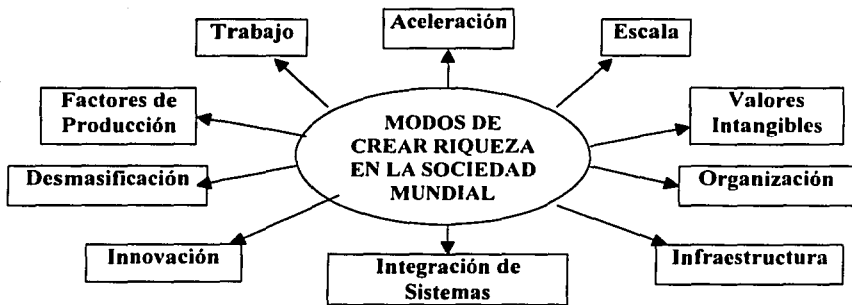 Trabajo
Aceleración
Escala
Factores de
Producción
MODOS DE
CREAR RIQUEZA
EN LA SOCIEDAD
MUNDIAL
Valores
Intangibles
Desmasificación
Organización
Innovación
Integración de
Sistemas
Infraestructura